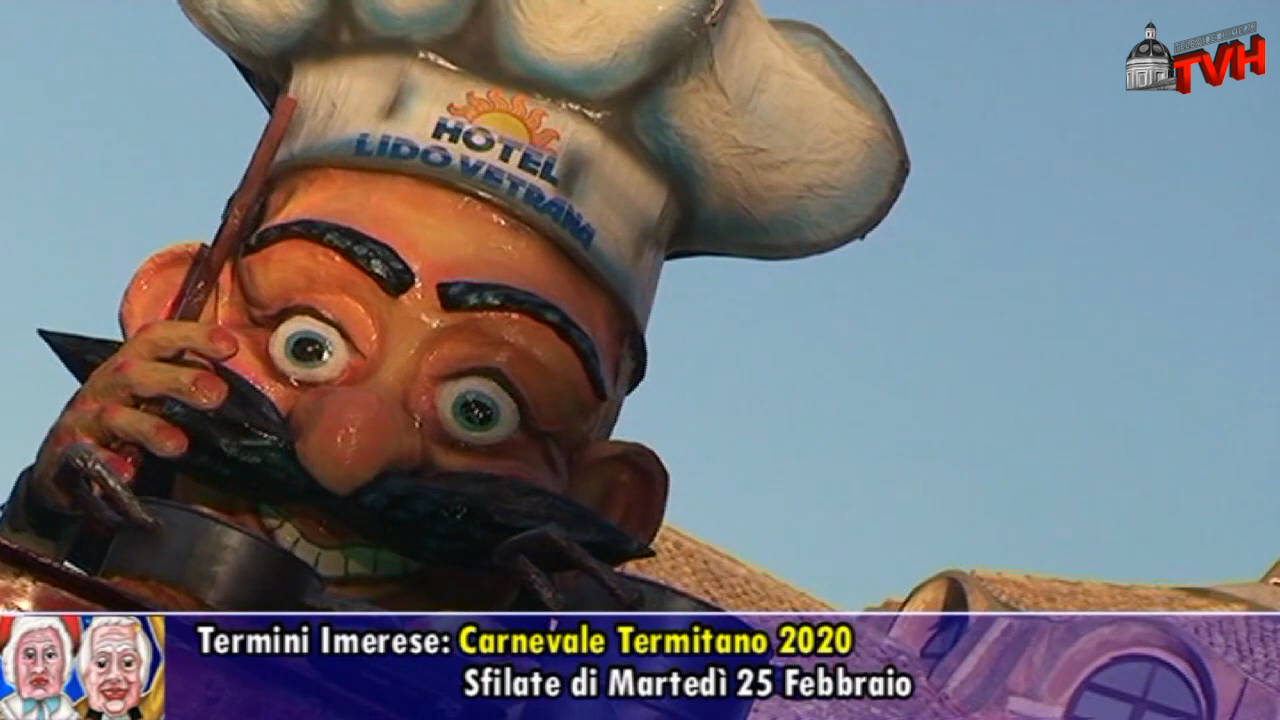 TVH
HOTEL
LIDO VETRANA
Termini Imerese: Carnevale Termitano 2020
Sfilate di Martedì 25 Febbraio